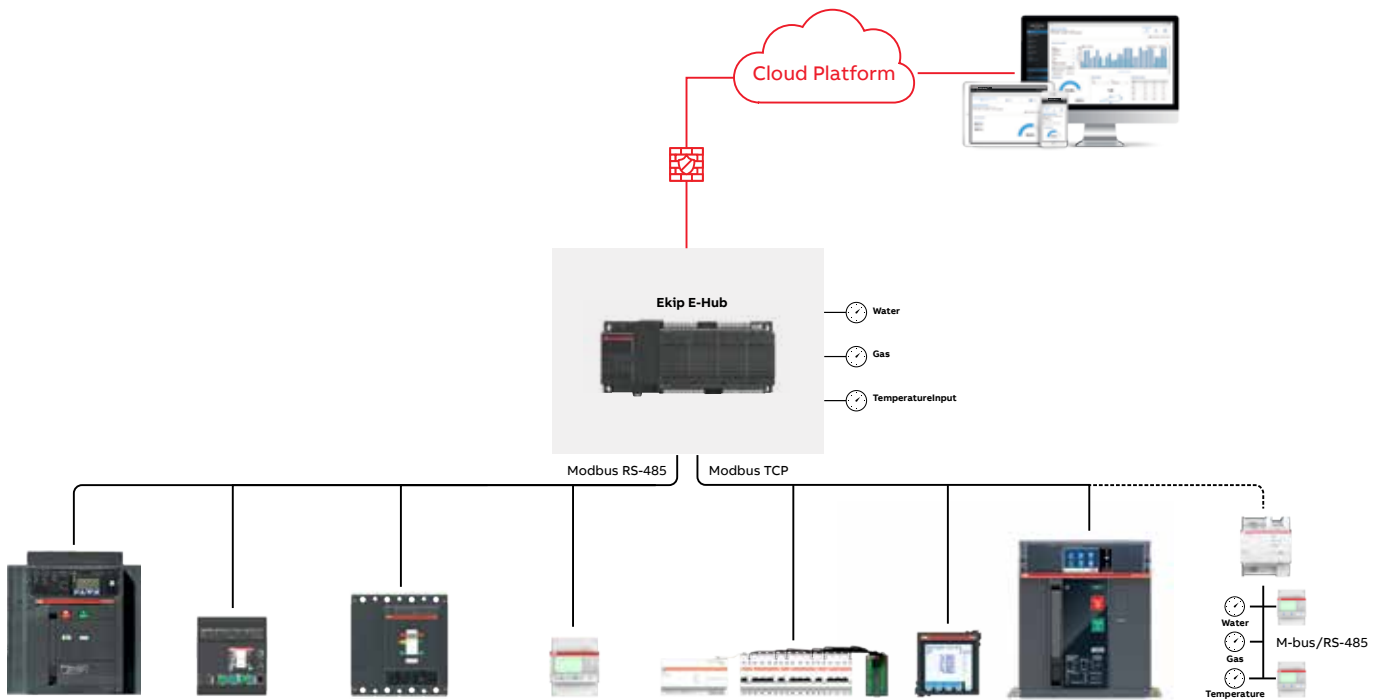 Cloud Platform
Ekip E-Hub
Water
Gas
TemperatureInput
Modbus RS-485
Modbus TCP
Water
Gas
Temperature
M-bus/RS-485